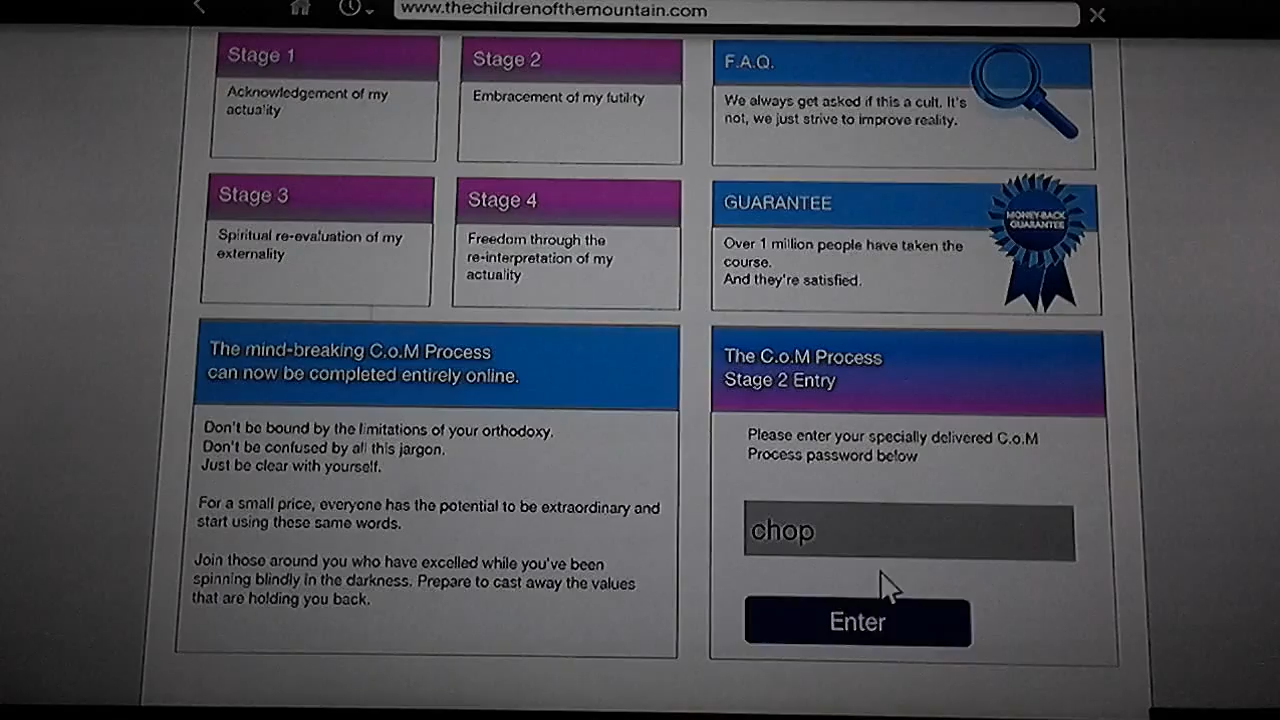 www.thechildrenofthemountain.com
Stage 1
Acknowledgement of my
actuality
Stage 2
Embracement of my futility
F.A.Q.
We always get asked if this a cult. It's
not, we just strive to improve reality.
Stage 3
Spiritual re-evaluation of my
externality
Stage 4
Freedom through the
re-interpretation of my
actuality
GUARANTEE
MONEY-BACK
GUARANTEE
Over 1 million people have taken the
course.
And they're satisfied.
The mind-breaking C.o.M Process
can now be completed entirely online.
Don't be bound by the limitations of your orthodoxy.
Don't be confused by all this jargon.
Just be clear with yourself.
For a small price, everyone has the potential to be extraordinary and
start using these same words.
Join those around you who have excelled while you've been
spinning blindly in the darkness. Prepare to cast away the values
that are holding you back.
The C.o.M Process
Stage 2 Entry
Please enter your specially delivered C.o.M
Process password below
chop
Enter